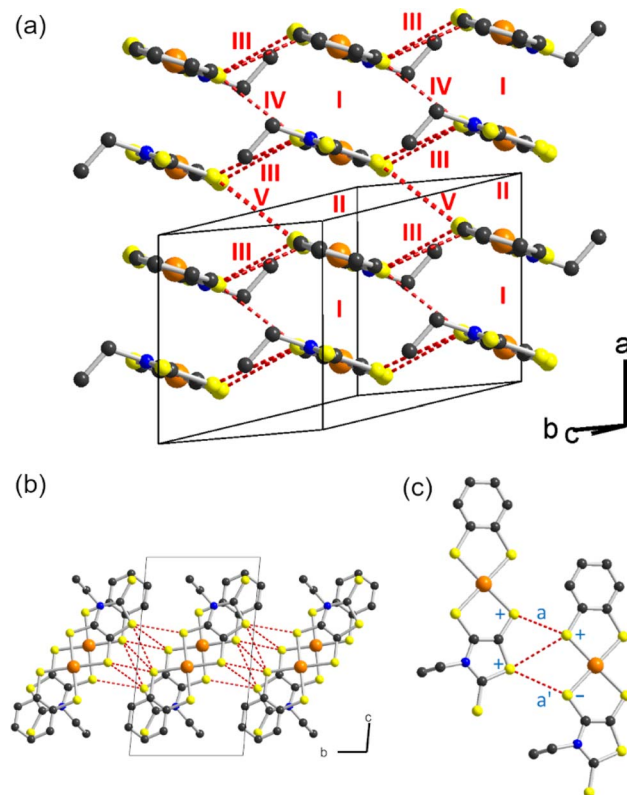 (a)
III III
IV I IV I
III III
V II V II
III III
I I
a
b c
(b)
(c)
+ a +
+
a' −
c
b